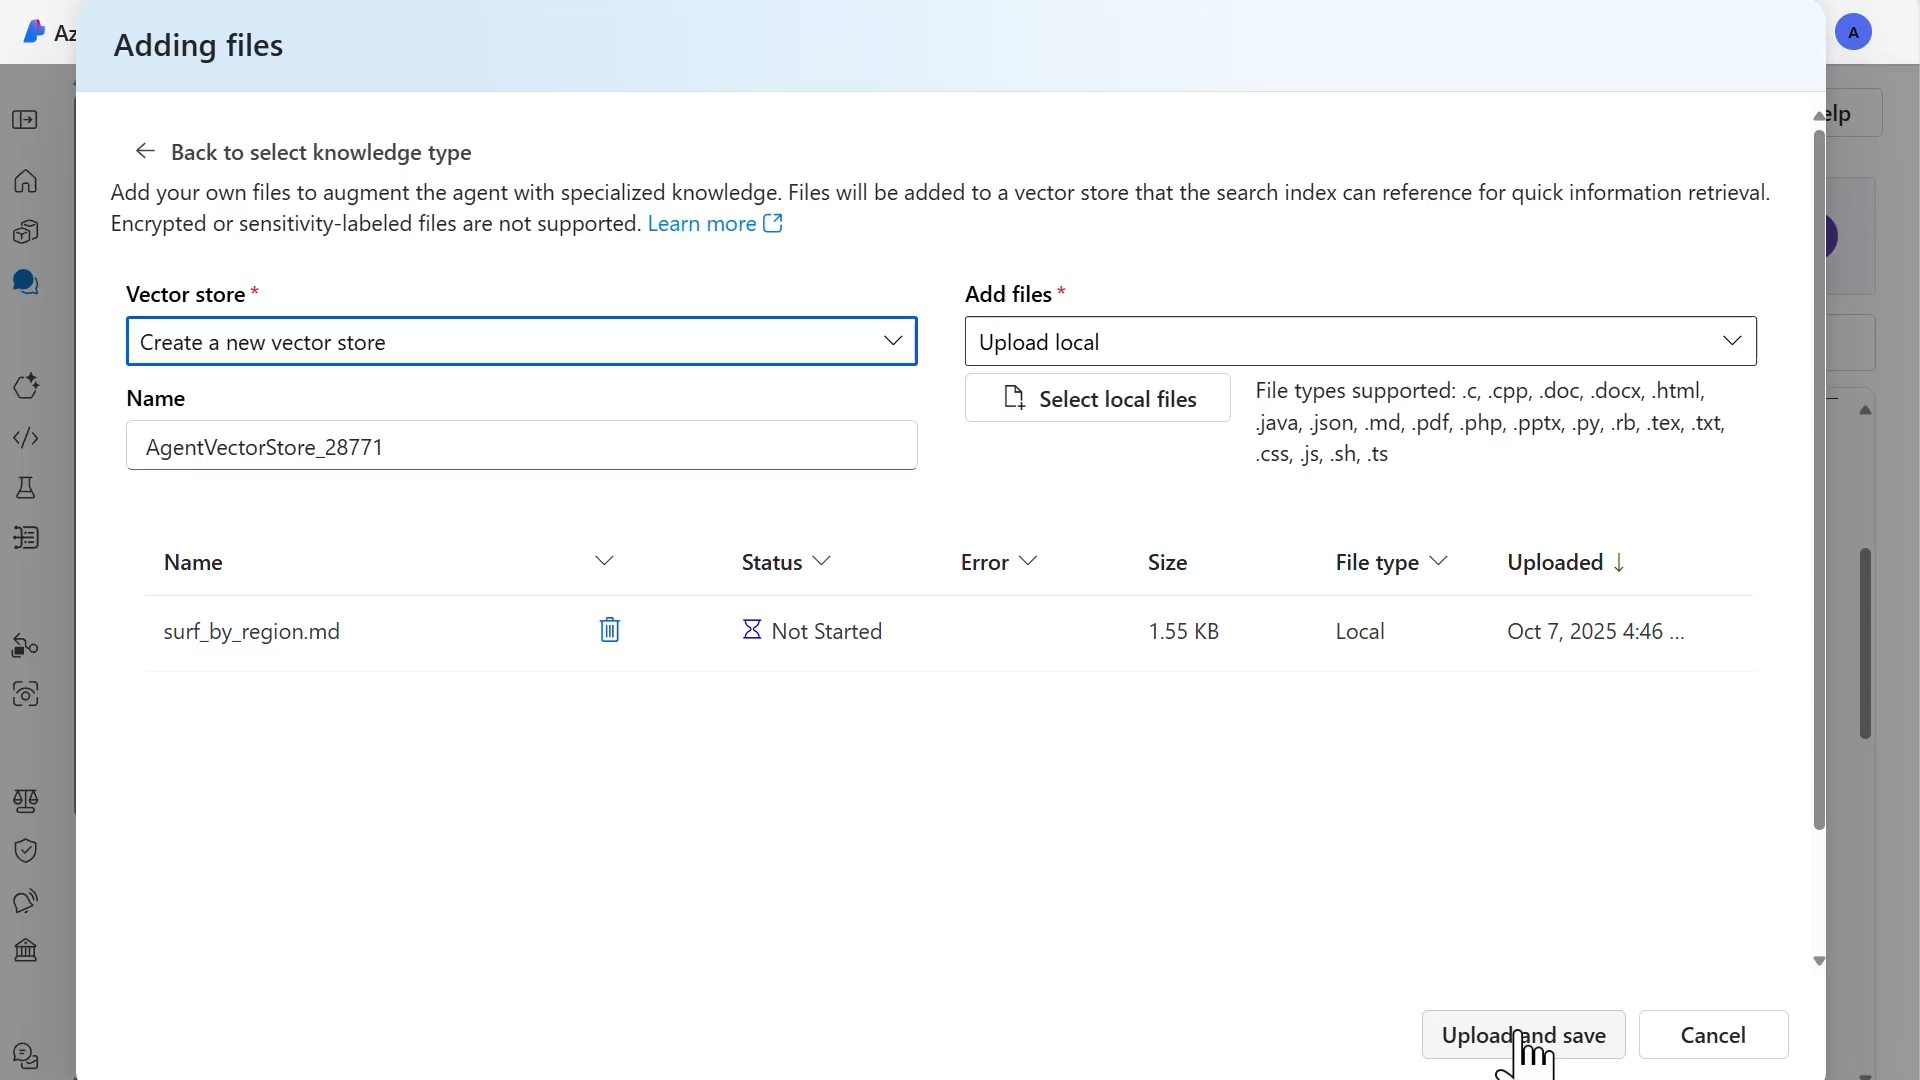 Az
Adding files
A
elp
Back to select knowledge type
Add your own files to augment the agent with specialized knowledge. Files will be added to a vector store that the search index can reference for quick information retrieval.
Encrypted or sensitivity-labeled files are not supported. Learn more
Vector store *
Add files *
Create a new vector store
Upload local
Name
Select local files
File types supported: .c, .cpp, .doc, .docx, .html,
.java, .json, .md, .pdf, .php, .pptx, .py, .rb, .tex, .txt,
.css, .js, .sh, .ts
AgentVectorStore_28771
Name Status Error Size File type Uploaded
surf_by_region.md Not Started 1.55 KB Local Oct 7, 2025 4:46 ...
Upload and save
Cancel